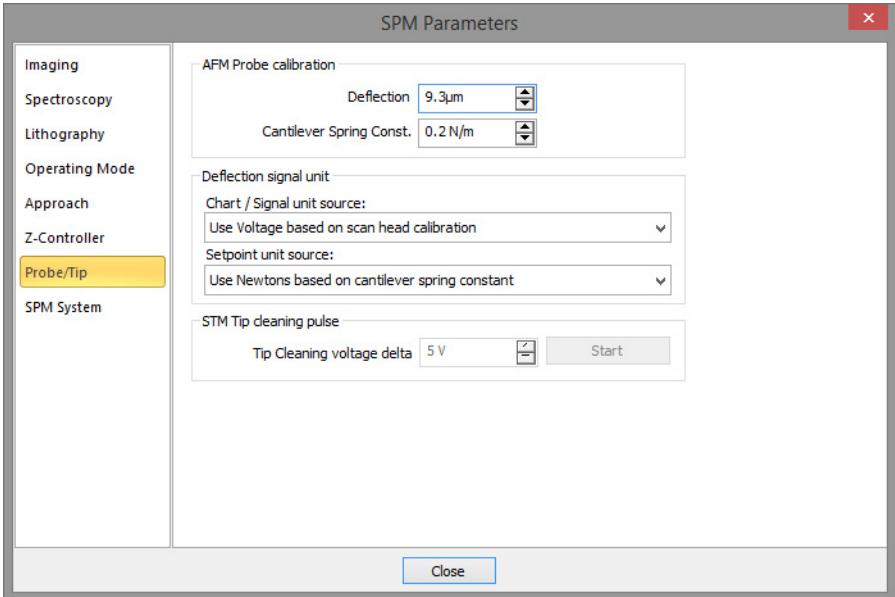 SPM Parameters
Imaging
Spectroscopy
Lithography
Operating Mode
Approach
Z-Controller
Probe/Tip
SPM System
AFM Probe calibration
Deflection 9.3µm
Cantilever Spring Const. 0.2 N/m
Deflection signal unit
Chart / Signal unit source:
Use Voltage based on scan head calibration
Setpoint unit source:
Use Newtons based on cantilever spring constant
STM Tip cleaning pulse
Tip Cleaning voltage delta 5 V Start
Close